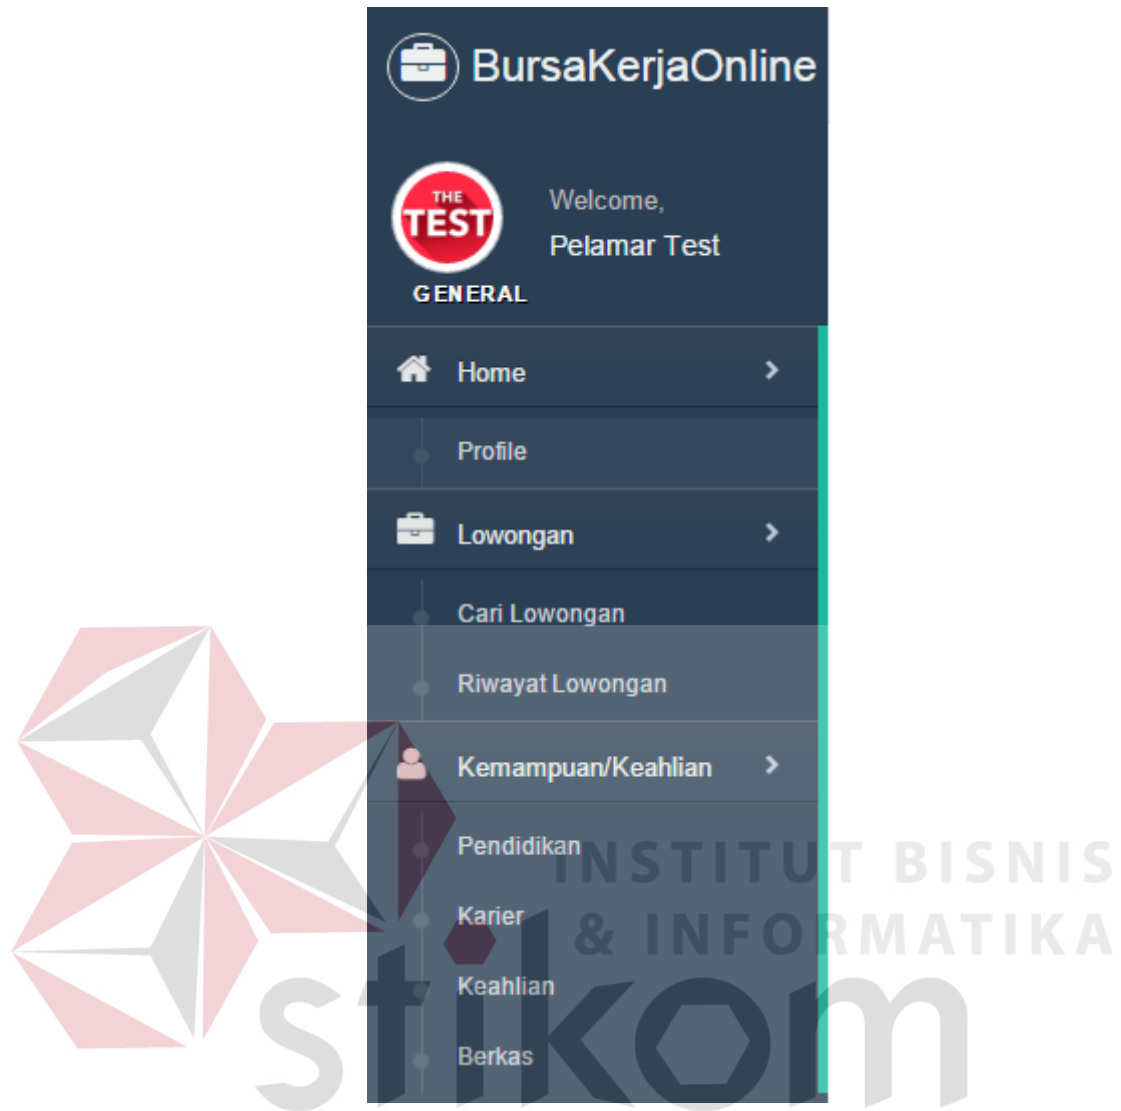 BursaKerjaOnline
THE
TEST
Welcome,
Pelamar Test
GENERAL
Home
Profile
Lowongan
Cari Lowongan
Riwayat Lowongan
Kemampuan/Keahlian
Pendidikan
Karier
Keahlian
Berkas
INSTITUT BISNIS
& INFORMATIKA
stikom